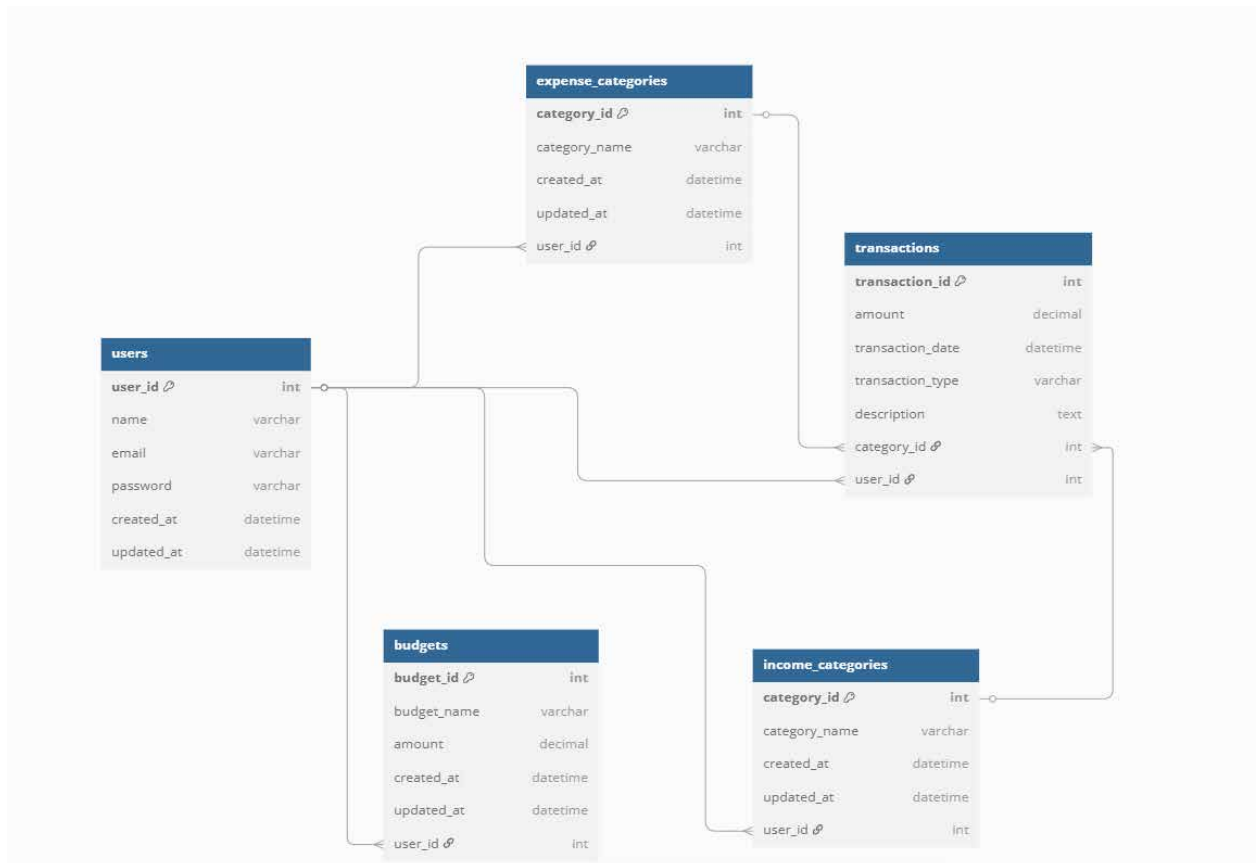 expense_categories
category_id int
category_name varchar
created_at datetime
updated_at datetime
user_id int
transactions
transaction_id int
amount decimal
transaction_date datetime
transaction_type varchar
description text
category_id int
user_id int
users
user_id int
name varchar
email varchar
password varchar
created_at datetime
updated_at datetime
budgets
budget_id int
budget_name varchar
amount decimal
created_at datetime
updated_at datetime
user_id int
income_categories
category_id int
category_name varchar
created_at datetime
updated_at datetime
user_id int